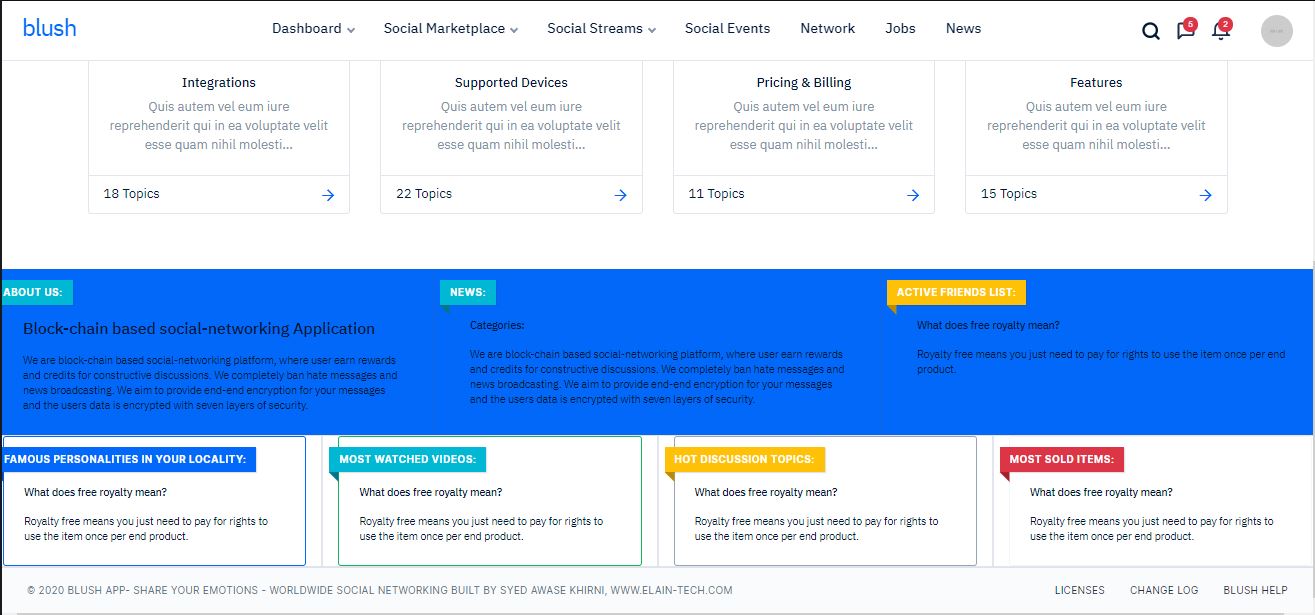 blush
Dashboard Social Marketplace Social Streams Social Events Network Jobs News 5 2
Integrations
Quis autem vel eum iure
reprehenderit qui in ea voluptate velit
esse quam nihil molesti...
18 Topics
Supported Devices
Quis autem vel eum iure
reprehenderit qui in ea voluptate velit
esse quam nihil molesti...
22 Topics
Pricing & Billing
Quis autem vel eum iure
reprehenderit qui in ea voluptate velit
esse quam nihil molesti...
11 Topics
Features
Quis autem vel eum iure
reprehenderit qui in ea voluptate velit
esse quam nihil molesti...
15 Topics
ABOUT US:
Block-chain based social-networking Application
We are block-chain based social-networking platform, where user earn rewards
and credits for constructive discussions. We completely ban hate messages and
news broadcasting. We aim to provide end-end encryption for your messages
and the users data is encrypted with seven layers of security.
NEWS:
Categories:
We are block-chain based social-networking platform, where user earn rewards
and credits for constructive discussions. We completely ban hate messages and
news broadcasting. We aim to provide end-end encryption for your messages
and the users data is encrypted with seven layers of security.
ACTIVE FRIENDS LIST:
What does free royalty mean?
Royalty free means you just need to pay for rights to use the item once per end
product.
FAMOUS PERSONALITIES IN YOUR LOCALITY:
What does free royalty mean?
Royalty free means you just need to pay for rights to
use the item once per end product.
MOST WATCHED VIDEOS:
What does free royalty mean?
Royalty free means you just need to pay for rights to
use the item once per end product.
HOT DISCUSSION TOPICS:
What does free royalty mean?
Royalty free means you just need to pay for rights to
use the item once per end product.
MOST SOLD ITEMS:
What does free royalty mean?
Royalty free means you just need to pay for rights to
use the item once per end product.
© 2020 BLUSH APP- SHARE YOUR EMOTIONS - WORLDWIDE SOCIAL NETWORKING BUILT BY SYED AWASE KHIRNI, WWW.ELAIN-TECH.COM
LICENSES CHANGE LOG BLUSH HELP